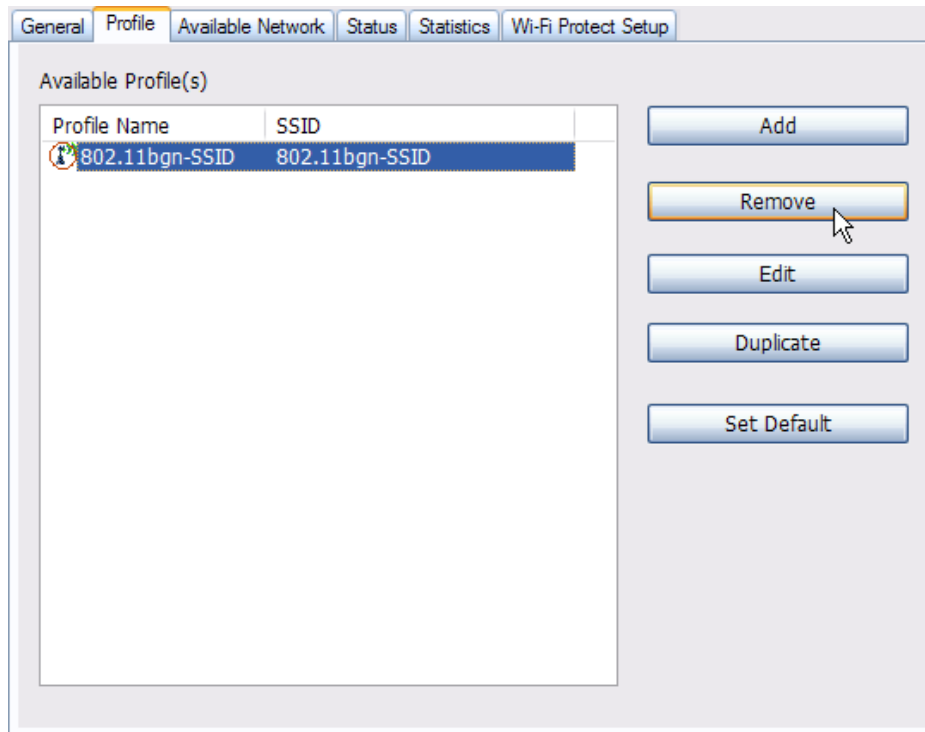 General Profile Available Network Status Statistics Wi-Fi Protect Setup
Available Profile(s)
Profile Name SSID
802.11bgn-SSID 802.11bgn-SSID
Add
Remove
Edit
Duplicate
Set Default